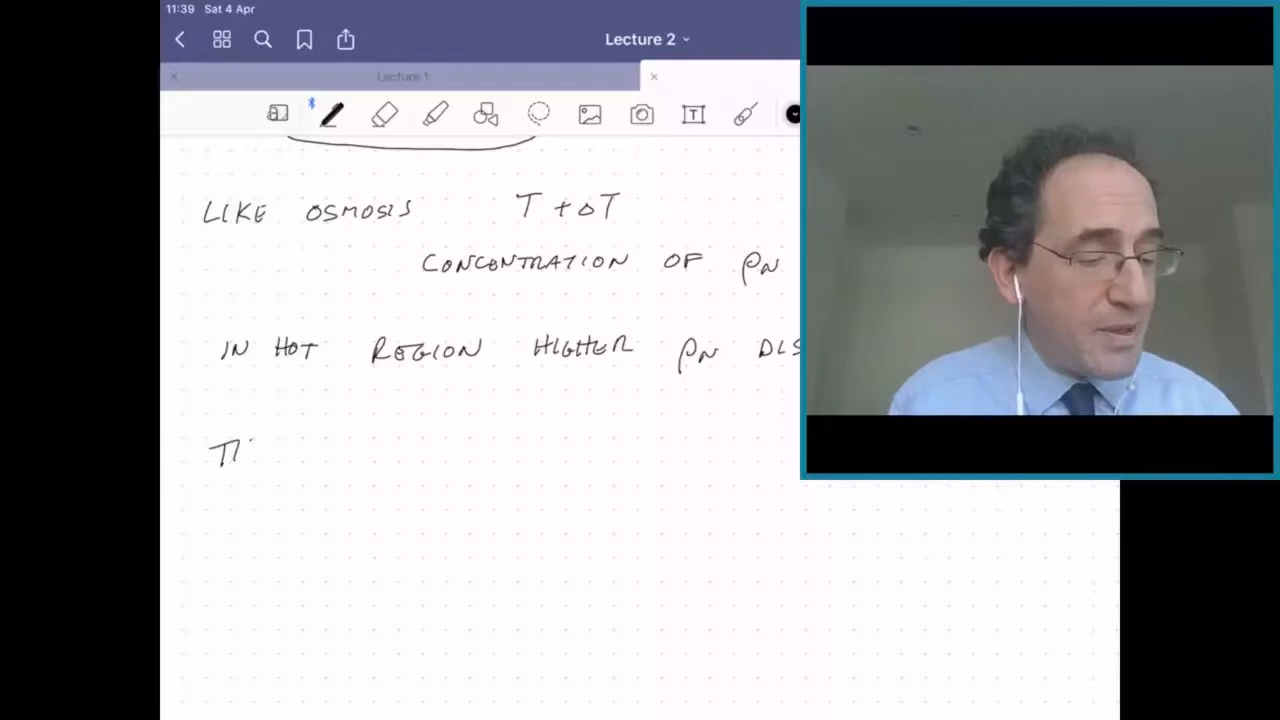 11:39 Sat 4 Apr
Lecture 2
Lecture 1
LIKE OSMOSIS T + ΔT
CONCENTRATION OF ρN
IN HOT REGION HIGHER ρN DIS